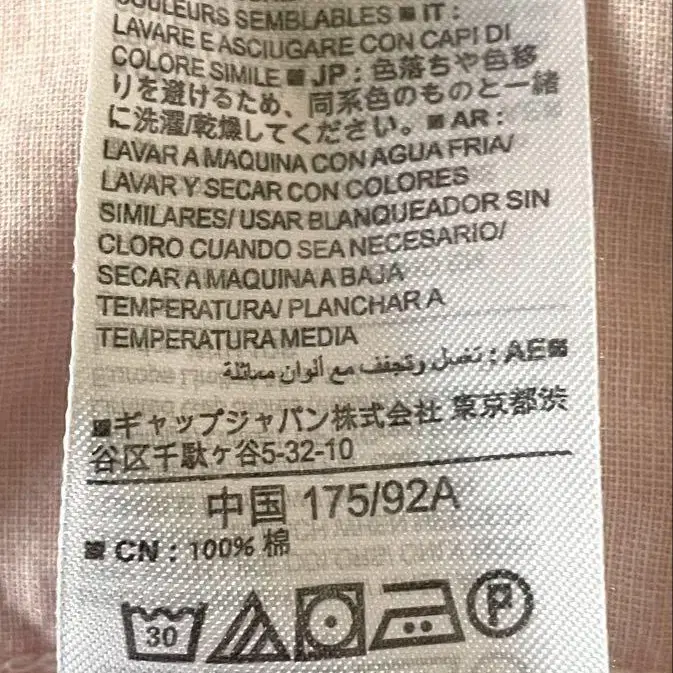 COULEURS SEMBLABLES ■ IT :
LAVARE E ASCIUGARE CON CAPI DI
COLORE SIMILE ■ JP : 色落ちや色移
りを避けるため、同系色のものと一緒
に洗濯/乾燥してください。■ AR :
LAVAR A MAQUINA CON AGUA FRIA/
LAVAR Y SECAR CON COLORES
SIMILARES/ USAR BLANQUEADOR SIN
CLORO CUANDO SEA NECESARIO/
SECAR A MAQUINA A BAJA
TEMPERATURA/ PLANCHAR A
TEMPERATURA MEDIA
■AE : تغسل وتجفف مع ألوان مماثلة
■ギャップジャパン株式会社 東京都渋
谷区千駄ヶ谷5-32-10
中国 175/92A
■ CN : 100% 棉
30 P